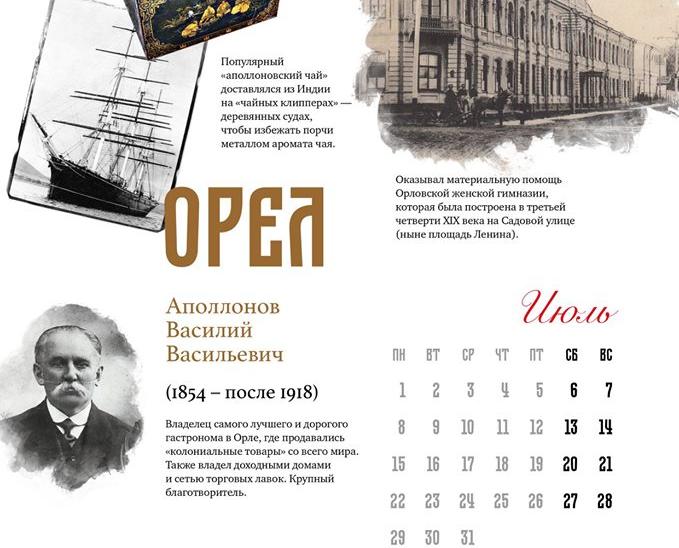 Популярный
«аполлоновский чай»
доставлялся из Индии
на «чайных клипперах» —
деревянных судах,
чтобы избежать порчи
металлом аромата чая.
Оказывал материальную помощь
Орловской женской гимназии,
которая была построена в третьей
четверти XIX века на Садовой улице
(ныне площадь Ленина).
ОРЕЛ
Аполлонов
Василий
Васильевич
(1854 – после 1918)
Владелец самого лучшего и дорогого
гастронома в Орле, где продавались
«колониальные товары» со всего мира.
Также владел доходными домами
и сетью торговых лавок. Крупный
благотворитель.
Июль
ПН ВТ СР ЧТ ПТ СБ ВС
1 2 3 4 5 6 7
8 9 10 11 12 13 14
15 16 17 18 19 20 21
22 23 24 25 26 27 28
29 30 31